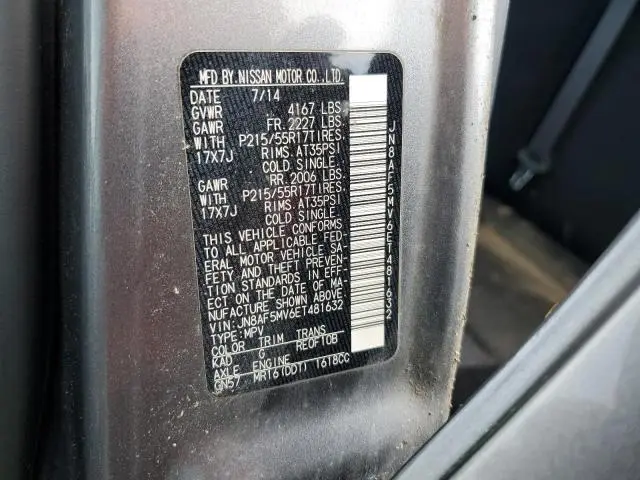 MFD BY NISSAN MOTOR CO.,LTD.
DATE 7/14
GVWR 4167 LBS
GAWR FR. 2227 LBS
WITH P215/55R17TIRES.
17X7J RIMS. AT35PSI
COLD SINGLE.
GAWR RR. 2006 LBS
WITH P215/55R17TIRES.
17X7J RIMS. AT35PSI
COLD SINGLE.
THIS VEHICLE CONFORMS
TO ALL APPLICABLE FED-
ERAL MOTOR VEHICLE SA-
FETY AND THEFT PREVEN-
TION STANDARDS IN EFF-
ECT ON THE DATE OF MA-
NUFACTURE SHOWN ABOVE
VIN: JN8AF5MV6ET481632
TYPE: MPV
COLOR TRIM TRANS
KAD G RE0F10B
AXLE ENGINE
GN57 MR16(DDT) 1618CC
JN8AF5MV6ET481632